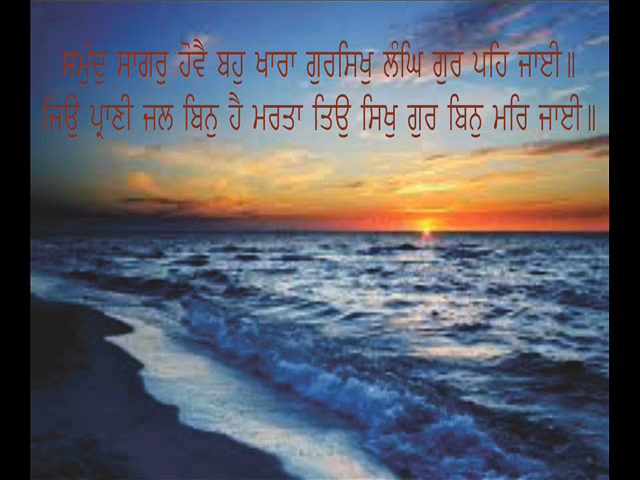 ਸਮੁੰਦੁ ਸਾਗਰੁ ਹੋਵੈ ਬਹੁ ਖਾਰਾ ਗੁਰਸਿਖੁ ਲੰਘਿ ਗੁਰ ਪਹਿ ਜਾਈ॥
ਜਿਉ ਪ੍ਰਾਣੀ ਜਲ ਬਿਨੁ ਹੈ ਮਰਤਾ ਤਿਉ ਸਿਖੁ ਗੁਰ ਬਿਨੁ ਮਰਿ ਜਾਈ॥